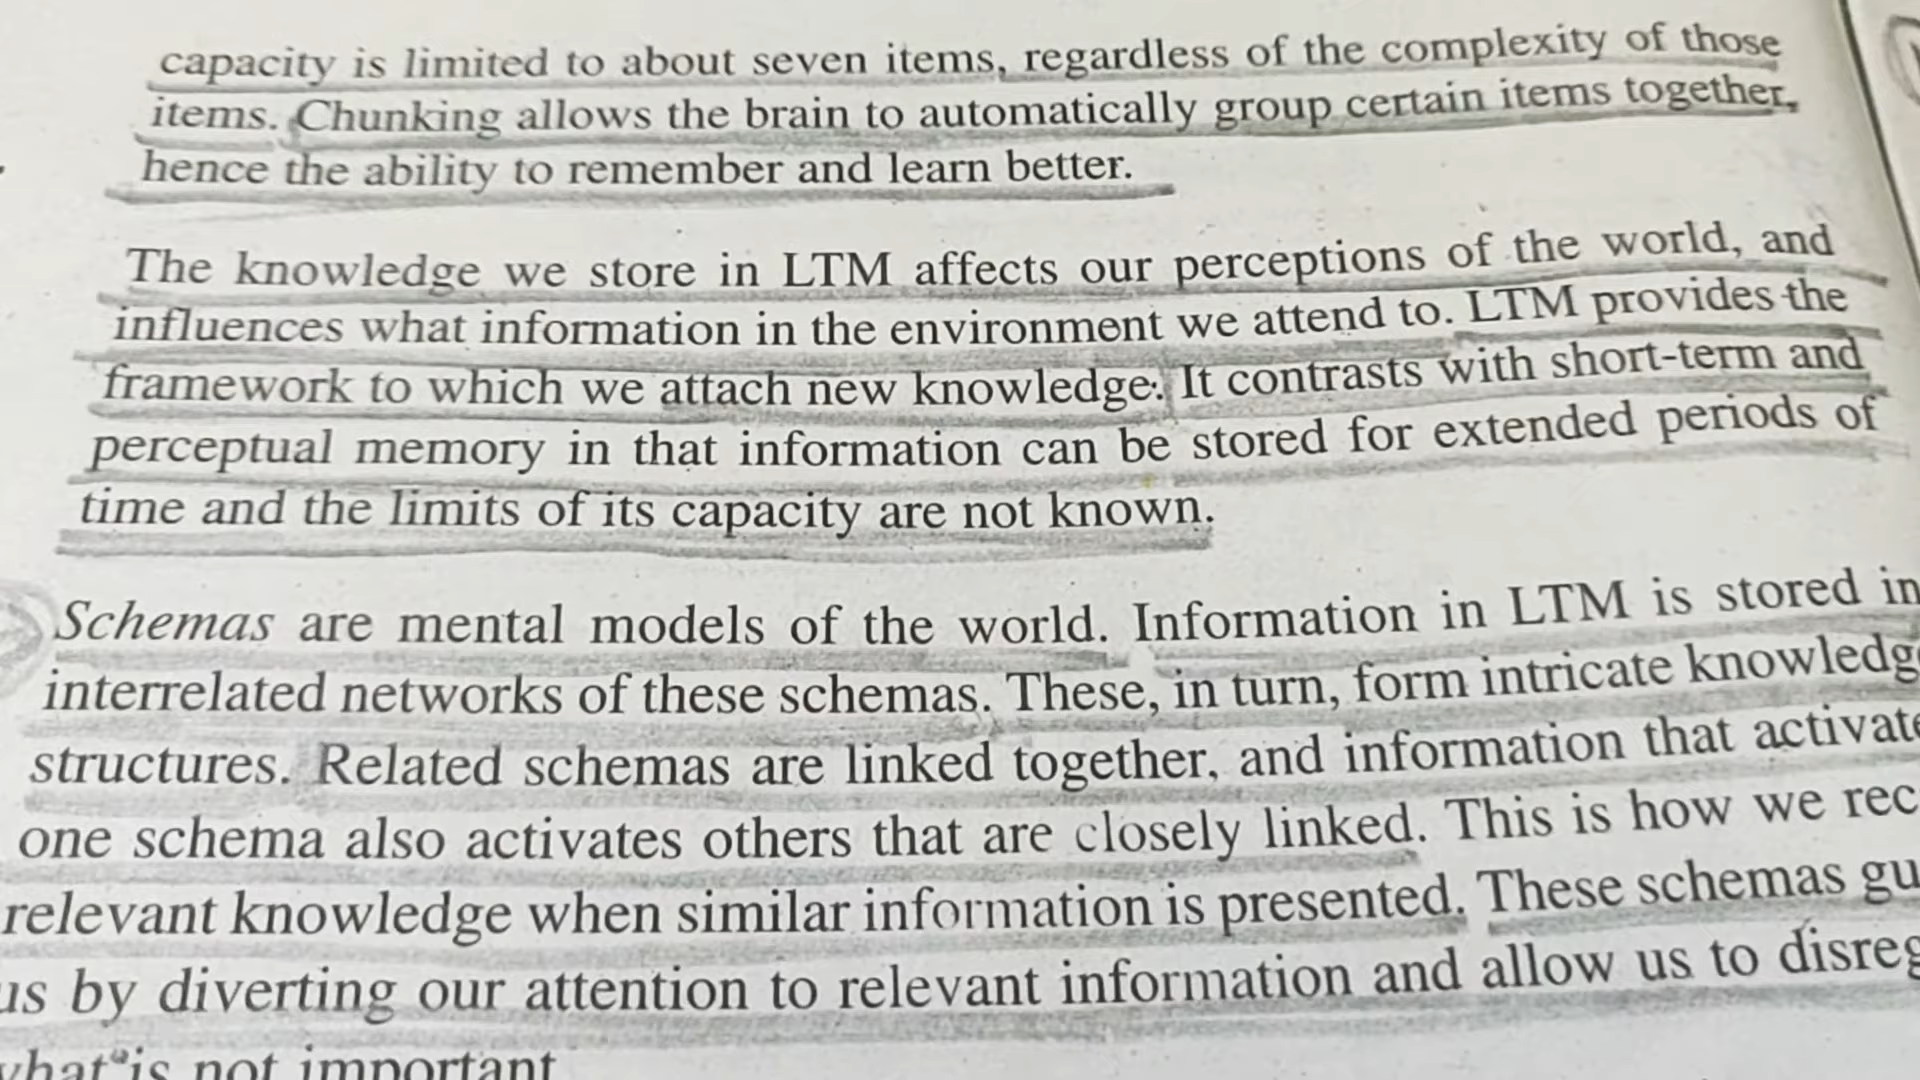 capacity is limited to about seven items, regardless of the complexity of those
items. Chunking allows the brain to automatically group certain items together,
hence the ability to remember and learn better.
The knowledge we store in LTM affects our perceptions of the world, and
influences what information in the environment we attend to. LTM provides the
framework to which we attach new knowledge. It contrasts with short-term and
perceptual memory in that information can be stored for extended periods of
time and the limits of its capacity are not known.
Schemas are mental models of the world. Information in LTM is stored in
interrelated networks of these schemas. These, in turn, form intricate knowledg
structures. Related schemas are linked together, and information that activate
one schema also activates others that are closely linked. This is how we rec
relevant knowledge when similar information is presented. These schemas gu
us by diverting our attention to relevant information and allow us to disreg
what is not important